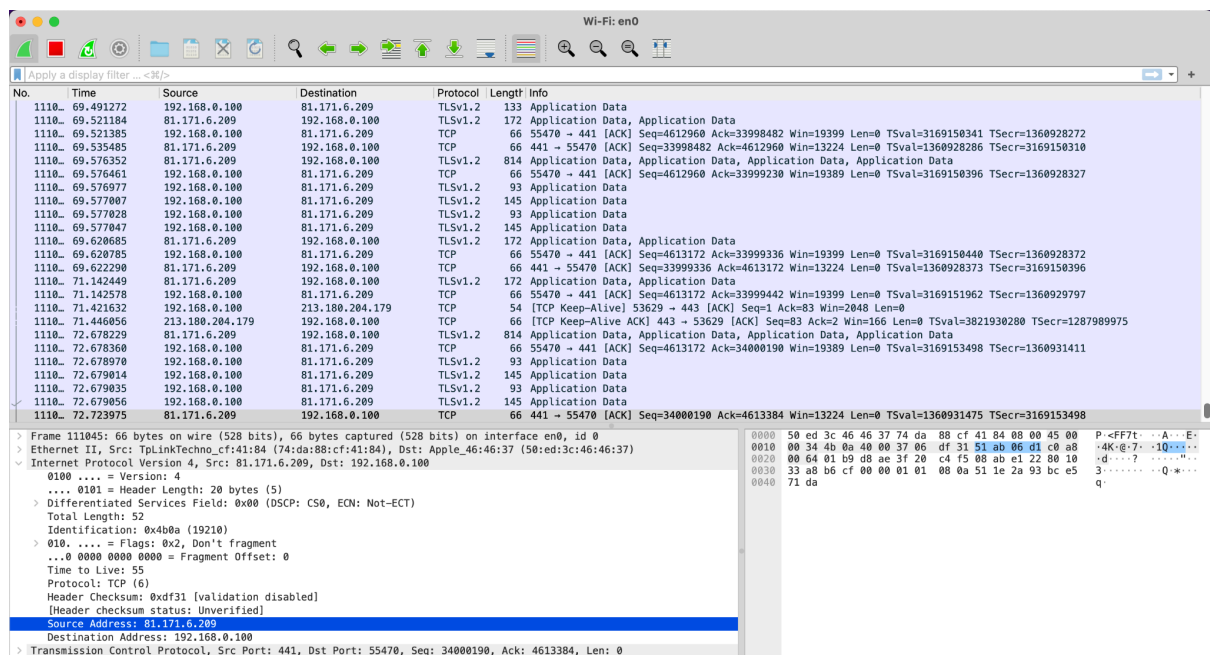 Wi-Fi: en0
Apply a display filter ... <⌘/>
No. Time Source Destination Protocol Length Info
1110… 69.491272 192.168.0.100 81.171.6.209 TLSv1.2 133 Application Data
1110… 69.521184 81.171.6.209 192.168.0.100 TLSv1.2 172 Application Data, Application Data
1110… 69.521385 192.168.0.100 81.171.6.209 TCP 66 55470 → 441 [ACK] Seq=4612960 Ack=33998482 Win=19399 Len=0 TSval=3169150341 TSecr=1360928272
1110… 69.535485 81.171.6.209 192.168.0.100 TCP 66 441 → 55470 [ACK] Seq=33998482 Ack=4612960 Win=13224 Len=0 TSval=1360928286 TSecr=3169150310
1110… 69.576352 81.171.6.209 192.168.0.100 TLSv1.2 814 Application Data, Application Data, Application Data, Application Data
1110… 69.576461 192.168.0.100 81.171.6.209 TCP 66 55470 → 441 [ACK] Seq=4612960 Ack=33999230 Win=19389 Len=0 TSval=3169150396 TSecr=1360928327
1110… 69.576977 192.168.0.100 81.171.6.209 TLSv1.2 93 Application Data
1110… 69.577007 192.168.0.100 81.171.6.209 TLSv1.2 145 Application Data
1110… 69.577028 192.168.0.100 81.171.6.209 TLSv1.2 93 Application Data
1110… 69.577047 192.168.0.100 81.171.6.209 TLSv1.2 145 Application Data
1110… 69.620685 81.171.6.209 192.168.0.100 TLSv1.2 172 Application Data, Application Data
1110… 69.620785 192.168.0.100 81.171.6.209 TCP 66 55470 → 441 [ACK] Seq=4613172 Ack=33999336 Win=19399 Len=0 TSval=3169150440 TSecr=1360928372
1110… 69.622290 81.171.6.209 192.168.0.100 TCP 66 441 → 55470 [ACK] Seq=33999336 Ack=4613172 Win=13224 Len=0 TSval=1360928373 TSecr=3169150396
1110… 71.142449 81.171.6.209 192.168.0.100 TLSv1.2 172 Application Data, Application Data
1110… 71.142578 192.168.0.100 81.171.6.209 TCP 66 55470 → 441 [ACK] Seq=4613172 Ack=33999442 Win=19399 Len=0 TSval=3169151962 TSecr=1360929797
1110… 71.421632 192.168.0.100 213.180.204.179 TCP 54 [TCP Keep-Alive] 53629 → 443 [ACK] Seq=1 Ack=83 Win=2048 Len=0
1110… 71.446056 213.180.204.179 192.168.0.100 TCP 66 [TCP Keep-Alive ACK] 443 → 53629 [ACK] Seq=83 Ack=2 Win=166 Len=0 TSval=3821930280 TSecr=1287989975
1110… 72.678229 81.171.6.209 192.168.0.100 TLSv1.2 814 Application Data, Application Data, Application Data, Application Data
1110… 72.678360 192.168.0.100 81.171.6.209 TCP 66 55470 → 441 [ACK] Seq=4613172 Ack=34000190 Win=19389 Len=0 TSval=3169153498 TSecr=1360931411
1110… 72.678970 192.168.0.100 81.171.6.209 TLSv1.2 93 Application Data
1110… 72.679014 192.168.0.100 81.171.6.209 TLSv1.2 145 Application Data
1110… 72.679035 192.168.0.100 81.171.6.209 TLSv1.2 93 Application Data
1110… 72.679056 192.168.0.100 81.171.6.209 TLSv1.2 145 Application Data
1110… 72.723975 81.171.6.209 192.168.0.100 TCP 66 441 → 55470 [ACK] Seq=34000190 Ack=4613384 Win=13224 Len=0 TSval=1360931475 TSecr=3169153498
Frame 111045: 66 bytes on wire (528 bits), 66 bytes captured (528 bits) on interface en0, id 0
Ethernet II, Src: TpLinkTechno_cf:41:84 (74:da:88:cf:41:84), Dst: Apple_46:46:37 (50:ed:3c:46:46:37)
Internet Protocol Version 4, Src: 81.171.6.209, Dst: 192.168.0.100
0100 .... = Version: 4
.... 0101 = Header Length: 20 bytes (5)
Differentiated Services Field: 0x00 (DSCP: CS0, ECN: Not-ECT)
Total Length: 52
Identification: 0x4b0a (19210)
010. .... = Flags: 0x2, Don't fragment
...0 0000 0000 0000 = Fragment Offset: 0
Time to Live: 55
Protocol: TCP (6)
Header Checksum: 0xdf31 [validation disabled]
[Header checksum status: Unverified]
Source Address: 81.171.6.209
Destination Address: 192.168.0.100
Transmission Control Protocol, Src Port: 441, Dst Port: 55470, Seq: 34000190, Ack: 4613384, Len: 0
0000 50 ed 3c 46 46 37 74 da 88 cf 41 84 08 00 45 00 P·<FF7t· ··A···E·
0010 00 34 4b 0a 40 00 37 06 df 31 51 ab 06 d1 c0 a8 ·4K·@·7· ·1Q·····
0020 00 64 01 b9 d8 ae 3f 20 c4 f5 08 ab e1 22 80 10 ·d····? ·····"··
0030 33 a8 b6 cf 00 00 01 01 08 0a 51 1e 2a 93 bc e5 3······· ··Q·*···
0040 71 da q·